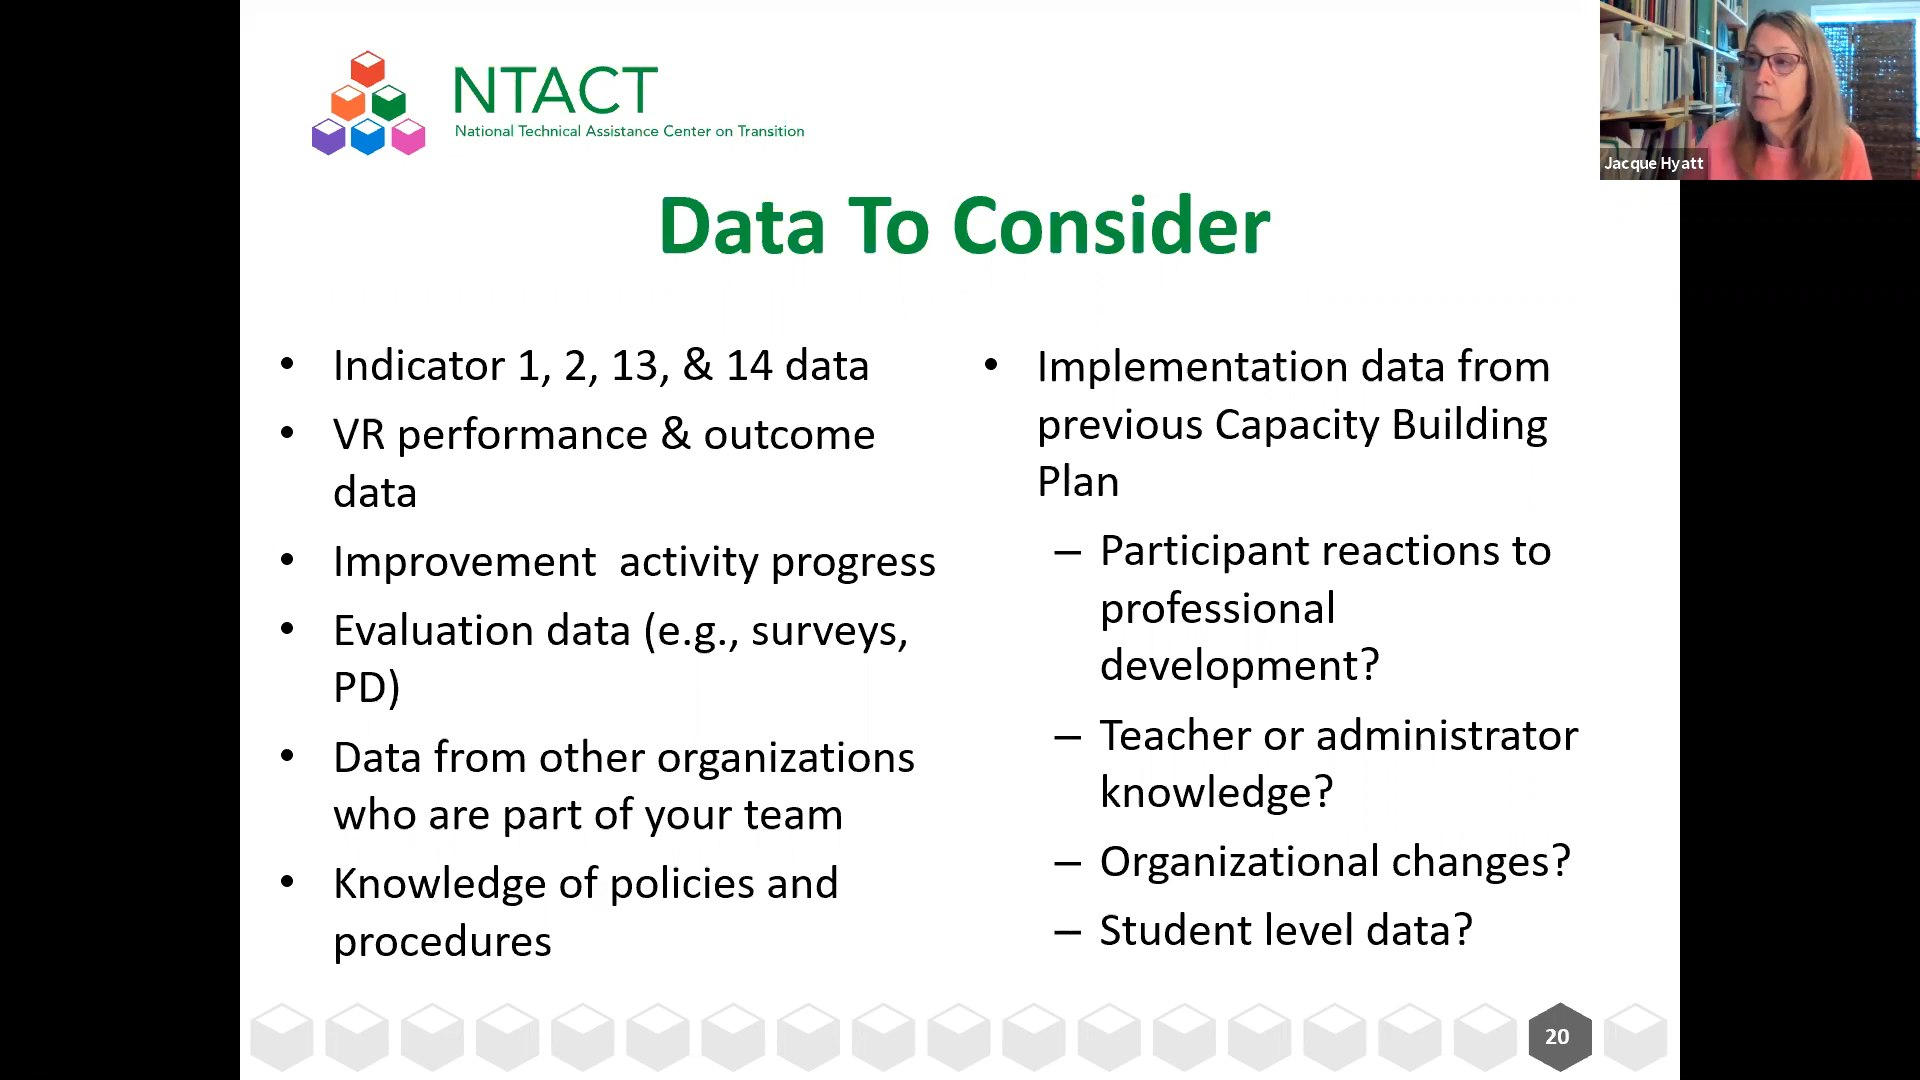 NTACT
National Technical Assistance Center on Transition
Jacque Hyatt
Data To Consider
• Indicator 1, 2, 13, & 14 data
• VR performance & outcome
data
• Improvement  activity progress
• Evaluation data (e.g., surveys,
PD)
• Data from other organizations
who are part of your team
• Knowledge of policies and
procedures
• Implementation data from
previous Capacity Building
Plan
– Participant reactions to
professional
development?
– Teacher or administrator
knowledge?
– Organizational changes?
– Student level data?
20